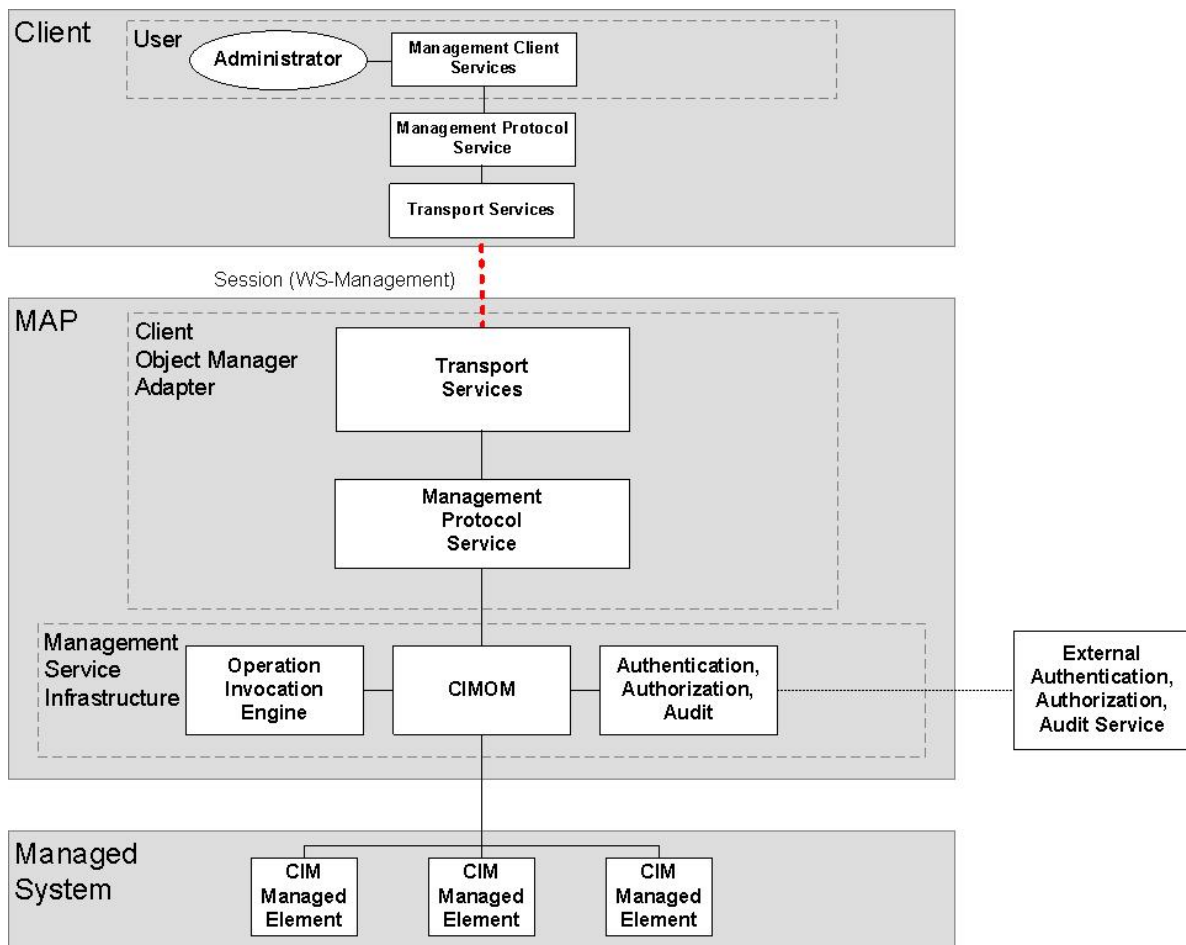 Client
User
Administrator
Management Client
Services
Management Protocol
Service
Transport Services
Session (WS-Management)
MAP
Client
Object Manager
Adapter
Transport
Services
Management
Protocol
Service
Management
Service
Infrastructure
Operation
Invocation
Engine
CIMOM
Authentication,
Authorization,
Audit
External
Authentication,
Authorization,
Audit Service
Managed
System
CIM
Managed
Element
CIM
Managed
Element
CIM
Managed
Element